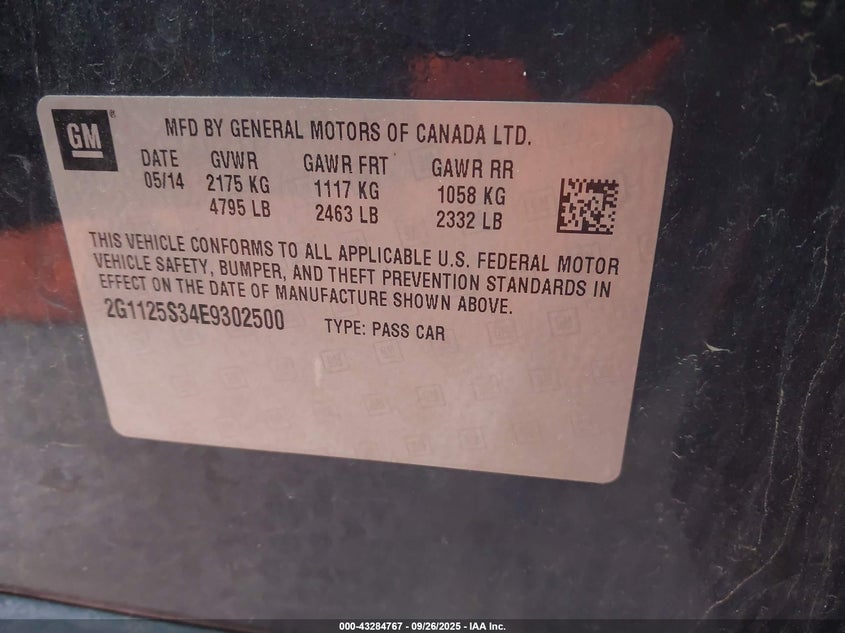 GM®
MFD BY GENERAL MOTORS OF CANADA LTD.
DATE GVWR GAWR FRT GAWR RR
05/14 2175 KG 1117 KG 1058 KG
4795 LB 2463 LB 2332 LB
THIS VEHICLE CONFORMS TO ALL APPLICABLE U.S. FEDERAL MOTOR
VEHICLE SAFETY, BUMPER, AND THEFT PREVENTION STANDARDS IN
EFFECT ON THE DATE OF MANUFACTURE SHOWN ABOVE.
2G1125S34E9302500 TYPE: PASS CAR
000-43284767 - 09/26/2025 - IAA Inc.